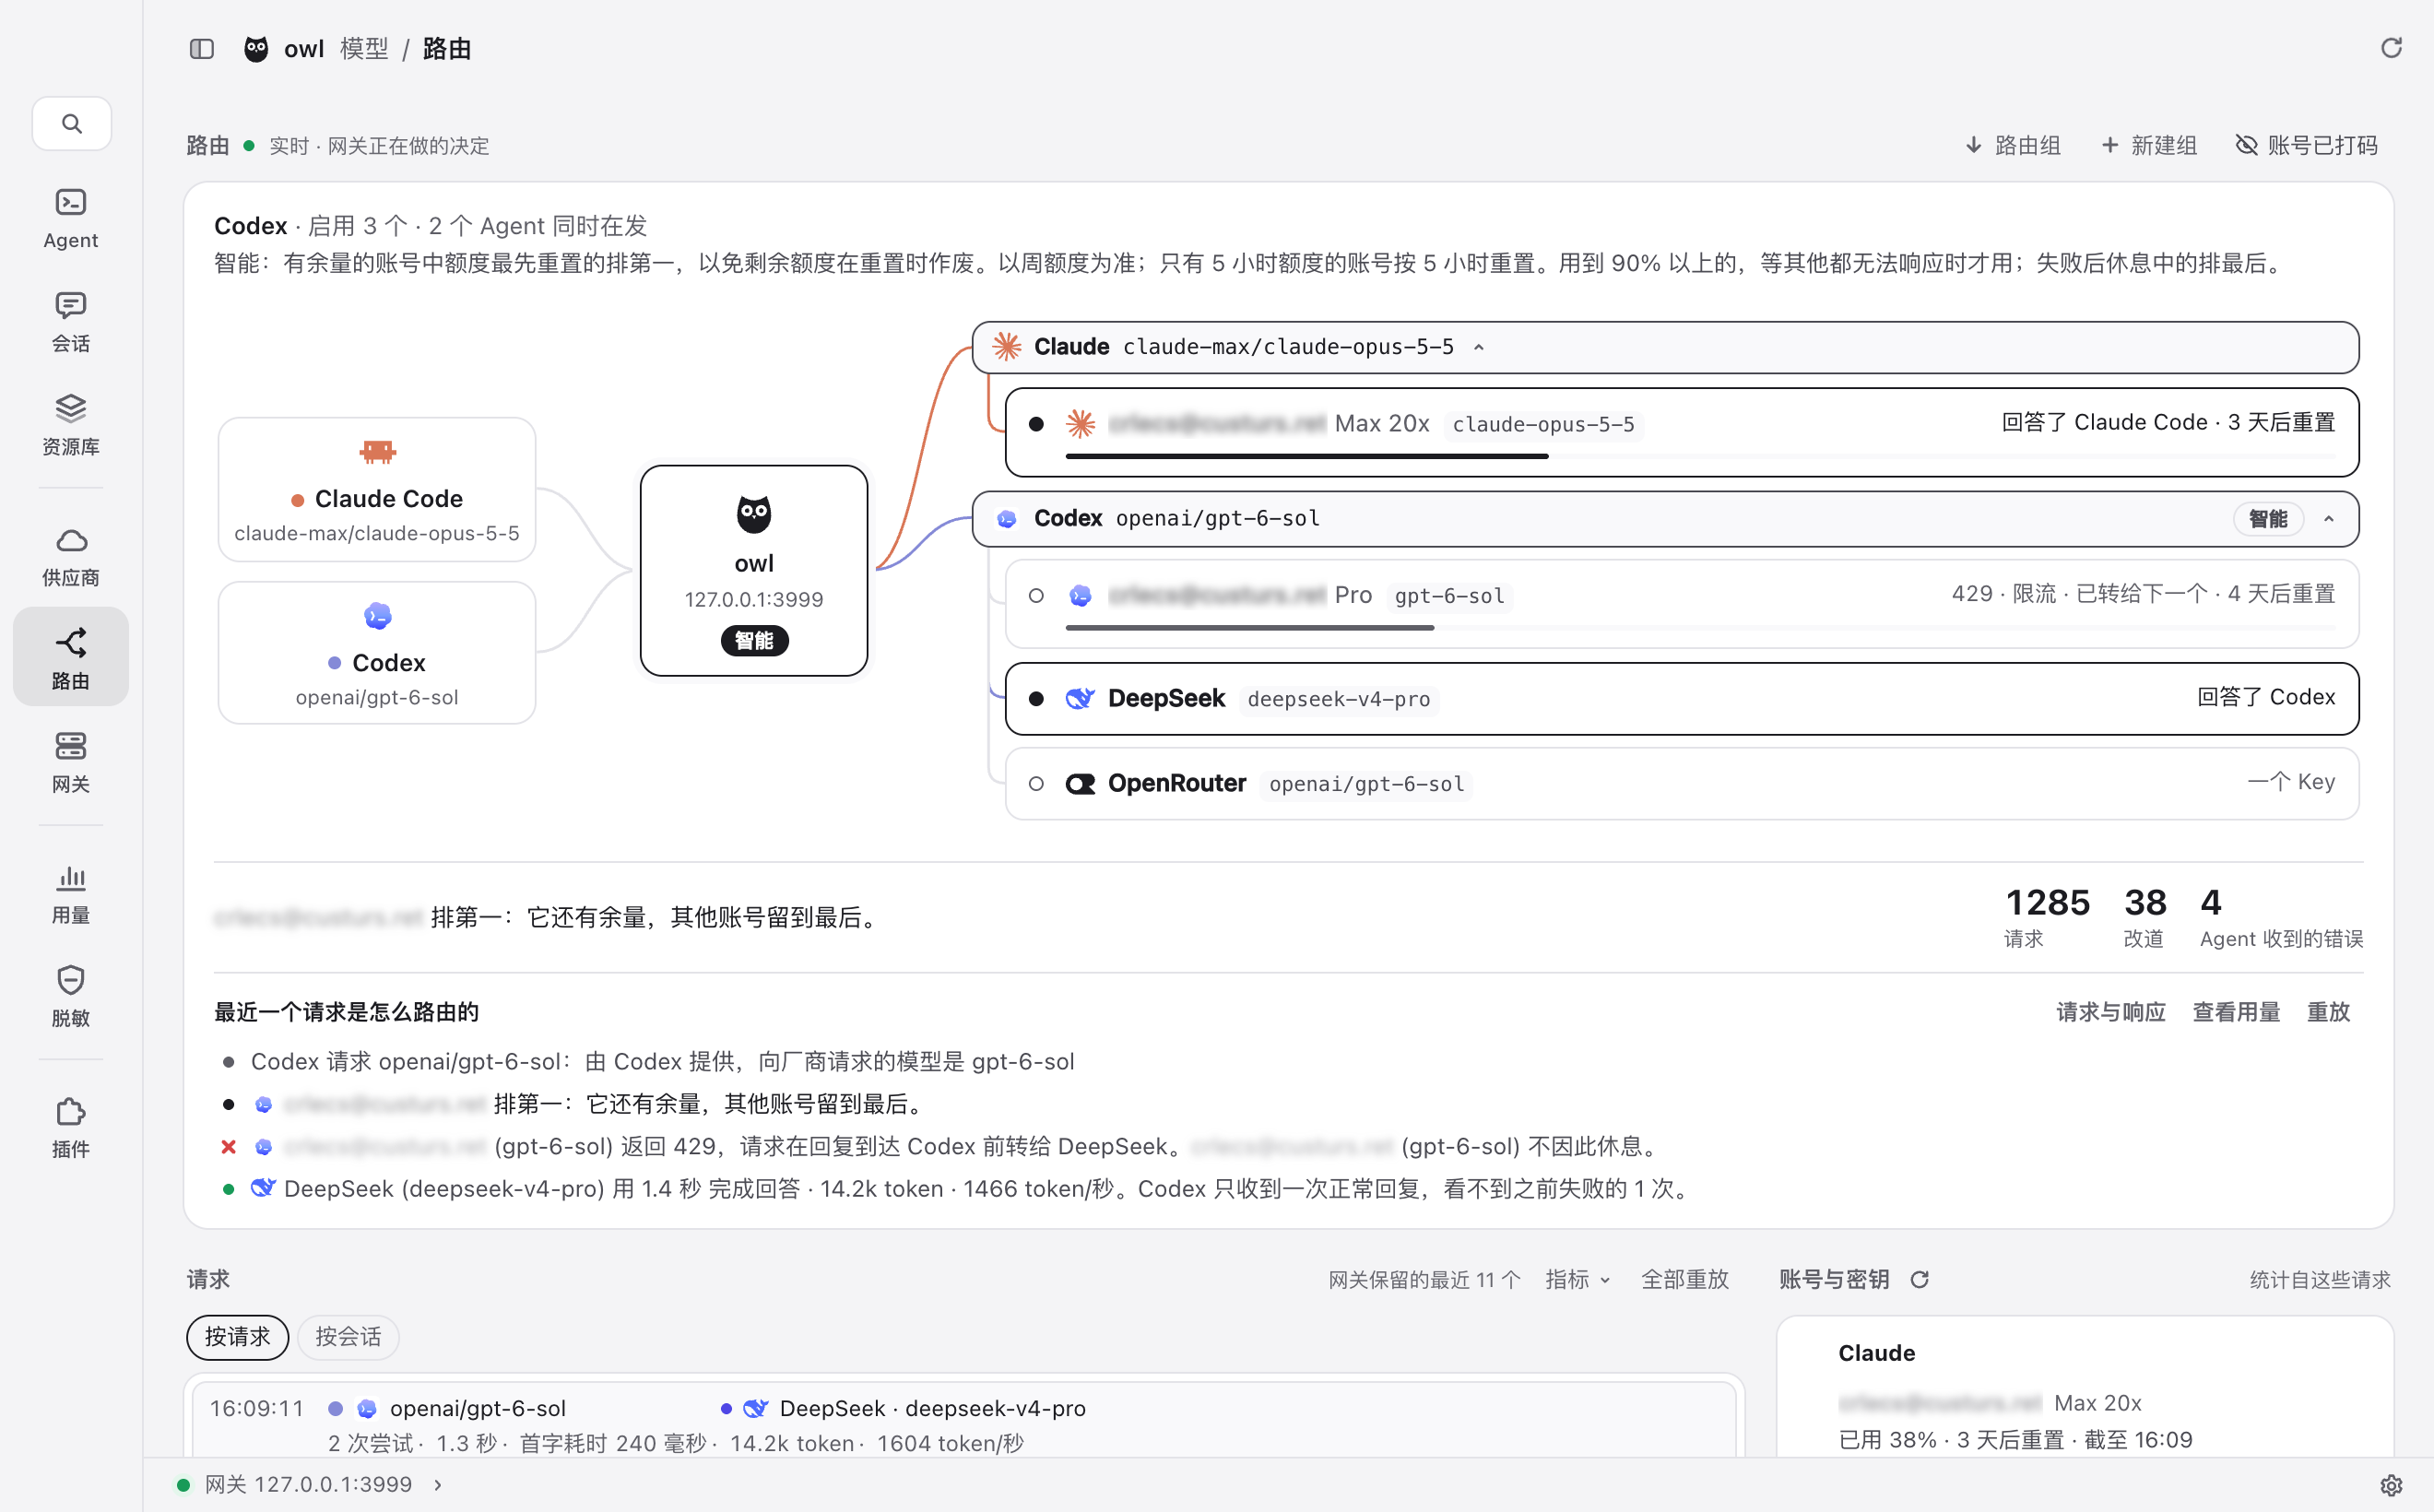 owl 模型 / 路由
Agent
会话
资源库
供应商
路由
网关
用量
脱敏
插件
路由 实时 · 网关正在做的决定
路由组 新建组 账号已打码
Codex · 启用 3 个 · 2 个 Agent 同时在发
智能：有余量的账号中额度最先重置的排第一，以免剩余额度在重置时作废。以周额度为准；只有 5 小时额度的账号按 5 小时重置。用到 90% 以上的，等其他都无法响应时才用；失败后休息中的排最后。
Claude Code
claude-max/claude-opus-5-5
Codex
openai/gpt-6-sol
owl
127.0.0.1:3999
智能
Claude claude-max/claude-opus-5-5
Max 20x claude-opus-5-5 回答了 Claude Code · 3 天后重置
Codex openai/gpt-6-sol 智能
Pro gpt-6-sol 429 · 限流 · 已转给下一个 · 4 天后重置
DeepSeek deepseek-v4-pro 回答了 Codex
OpenRouter openai/gpt-6-sol 一个 Key
排第一：它还有余量，其他账号留到最后。
1285 38 4
请求 改道 Agent 收到的错误
最近一个请求是怎么路由的 请求与响应 查看用量 重放
Codex 请求 openai/gpt-6-sol：由 Codex 提供，向厂商请求的模型是 gpt-6-sol
排第一：它还有余量，其他账号留到最后。
(gpt-6-sol) 返回 429，请求在回复到达 Codex 前转给 DeepSeek。 (gpt-6-sol) 不因此休息。
DeepSeek (deepseek-v4-pro) 用 1.4 秒 完成回答 · 14.2k token · 1466 token/秒。Codex 只收到一次正常回复，看不到之前失败的 1 次。
请求 网关保留的最近 11 个 指标 全部重放
按请求 按会话
16:09:11 openai/gpt-6-sol DeepSeek · deepseek-v4-pro
2 次尝试 · 1.3 秒 · 首字耗时 240 毫秒 · 14.2k token · 1604 token/秒
账号与密钥 统计自这些请求
Claude
Max 20x
已用 38% · 3 天后重置 · 截至 16:09
网关 127.0.0.1:3999